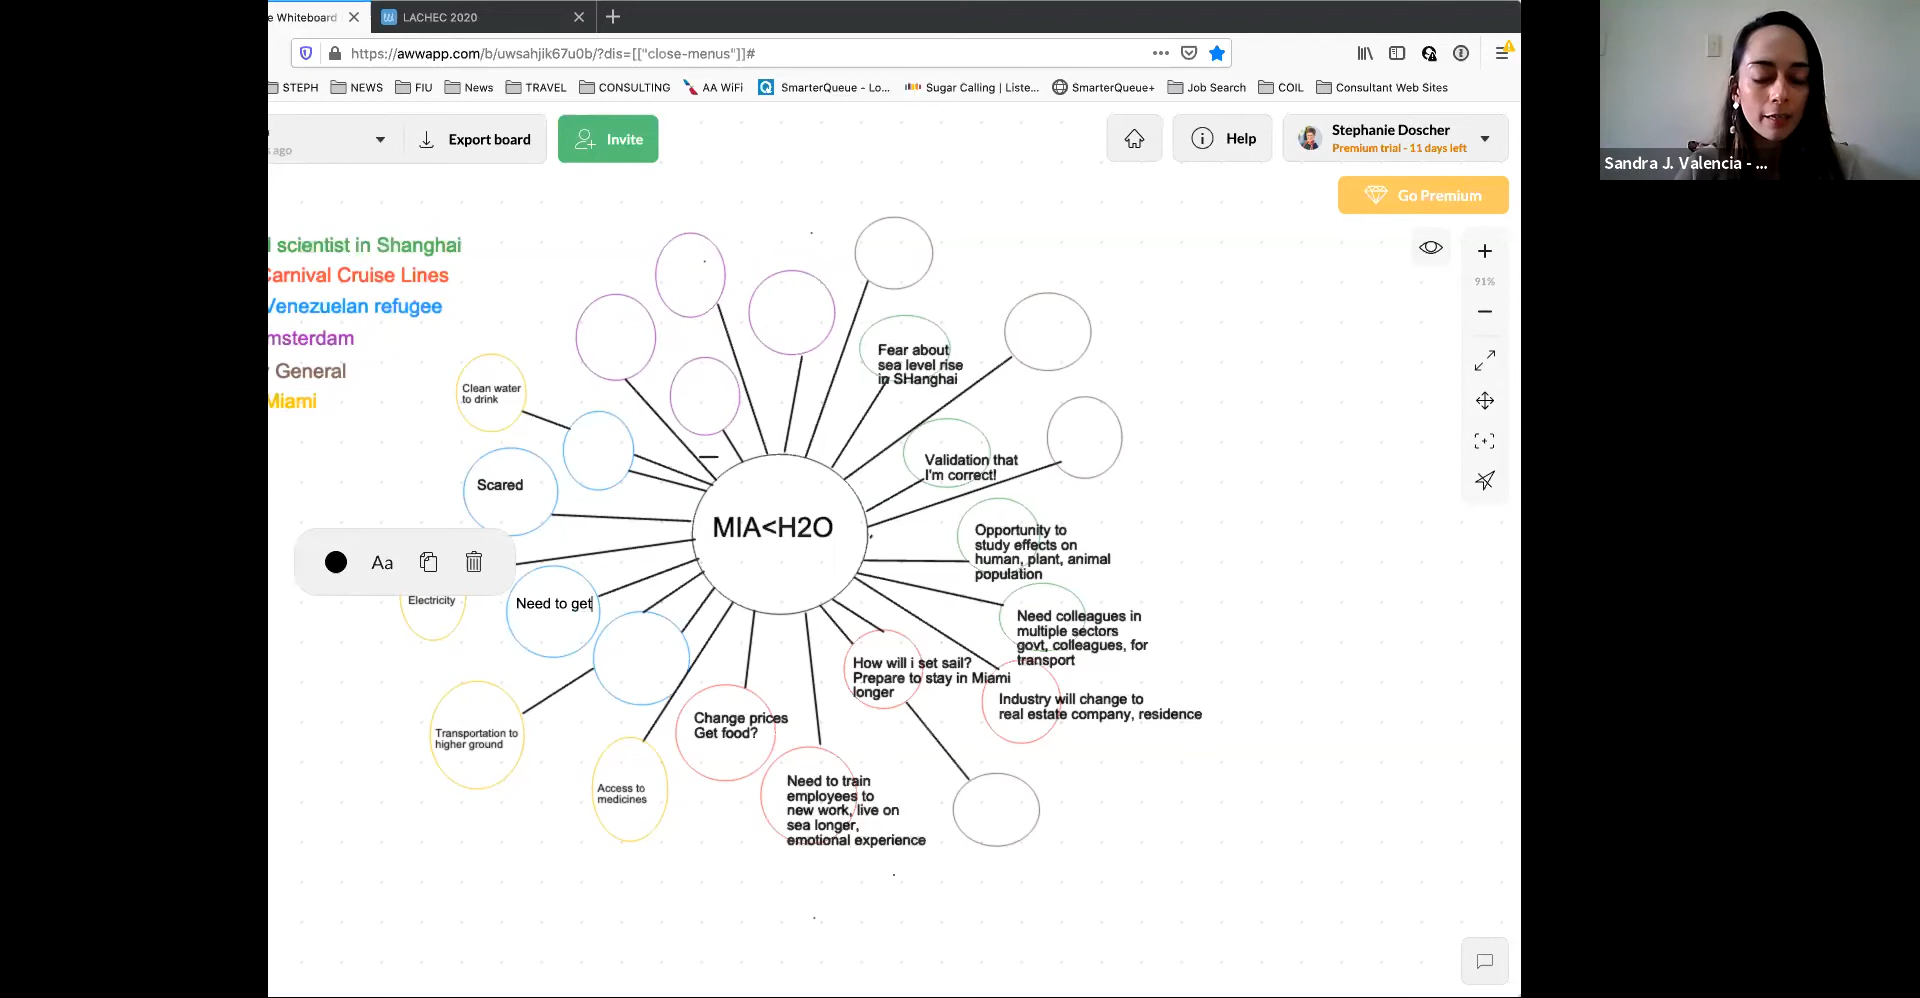 e Whiteboard
LACHEC 2020
https://awwapp.com/b/uwsahjik67u0b/?dis=[["close-menus"]]#
STEPH
NEWS
FIU
News
TRAVEL
CONSULTING
AA WiFi
SmarterQueue - Lo...
Sugar Calling | Liste...
SmarterQueue+
Job Search
COIL
Consultant Web Sites
s ago
Export board
Invite
Help
Stephanie Doscher
Premium trial - 11 days left
Go Premium
91%
Sandra J. Valencia - ...
l scientist in Shanghai
Carnival Cruise Lines
Venezuelan refugee
msterdam
General
Miami
Clean water
to drink
Scared
Aa
Electricity
Need to get
Transportation to
higher ground
Access to
medicines
MIA<H2O
Fear about
sea level rise
in SHanghai
Validation that
I'm correct!
Opportunity to
study effects on
human, plant, animal
population
Need colleagues in
multiple sectors
govt, colleagues, for
transport
How will i set sail?
Prepare to stay in Miami
longer
Industry will change to
real estate company, residence
Change prices
Get food?
Need to train
employees to
new work, live on
sea longer,
emotional experience